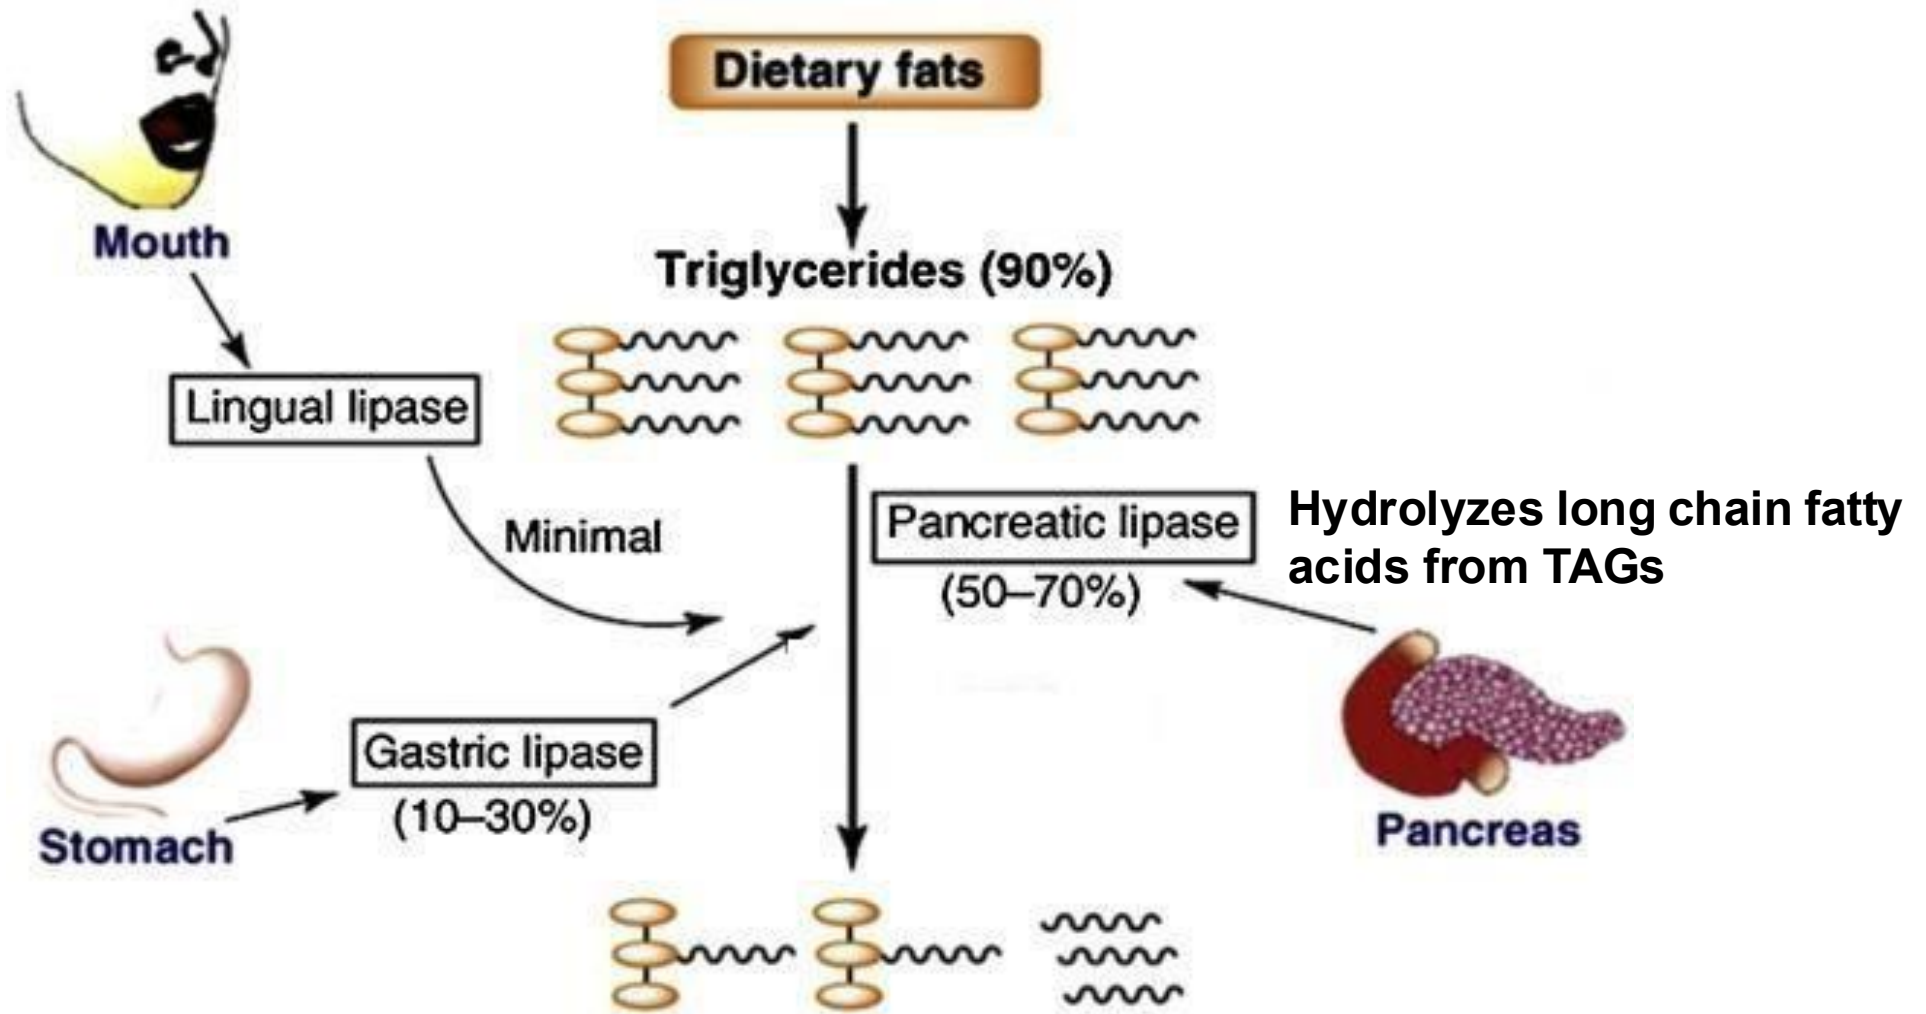 Dietary fats
Mouth
Triglycerides (90%)
Lingual lipase
Minimal
Pancreatic lipase
(50–70%)
Hydrolyzes long chain fatty
acids from TAGs
Gastric lipase
(10–30%)
Stomach
Pancreas